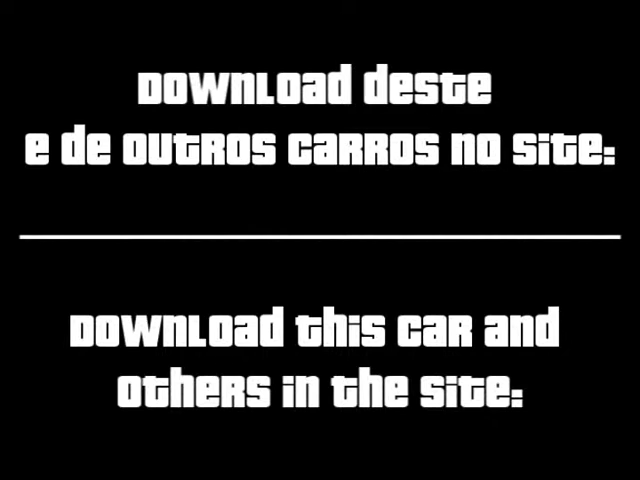 Download deste
e de outros carros no site:
Download this car and
others in the site: